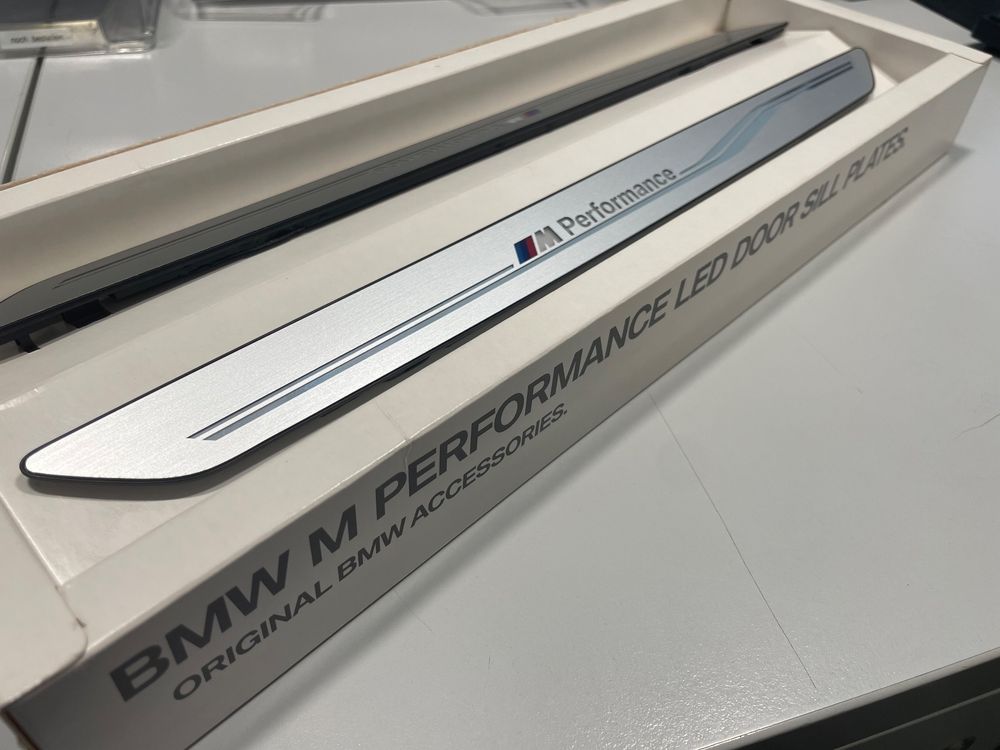 M Performance
BMW M PERFORMANCE LED DOOR SILL PLATES.
ORIGINAL BMW ACCESSORIES.